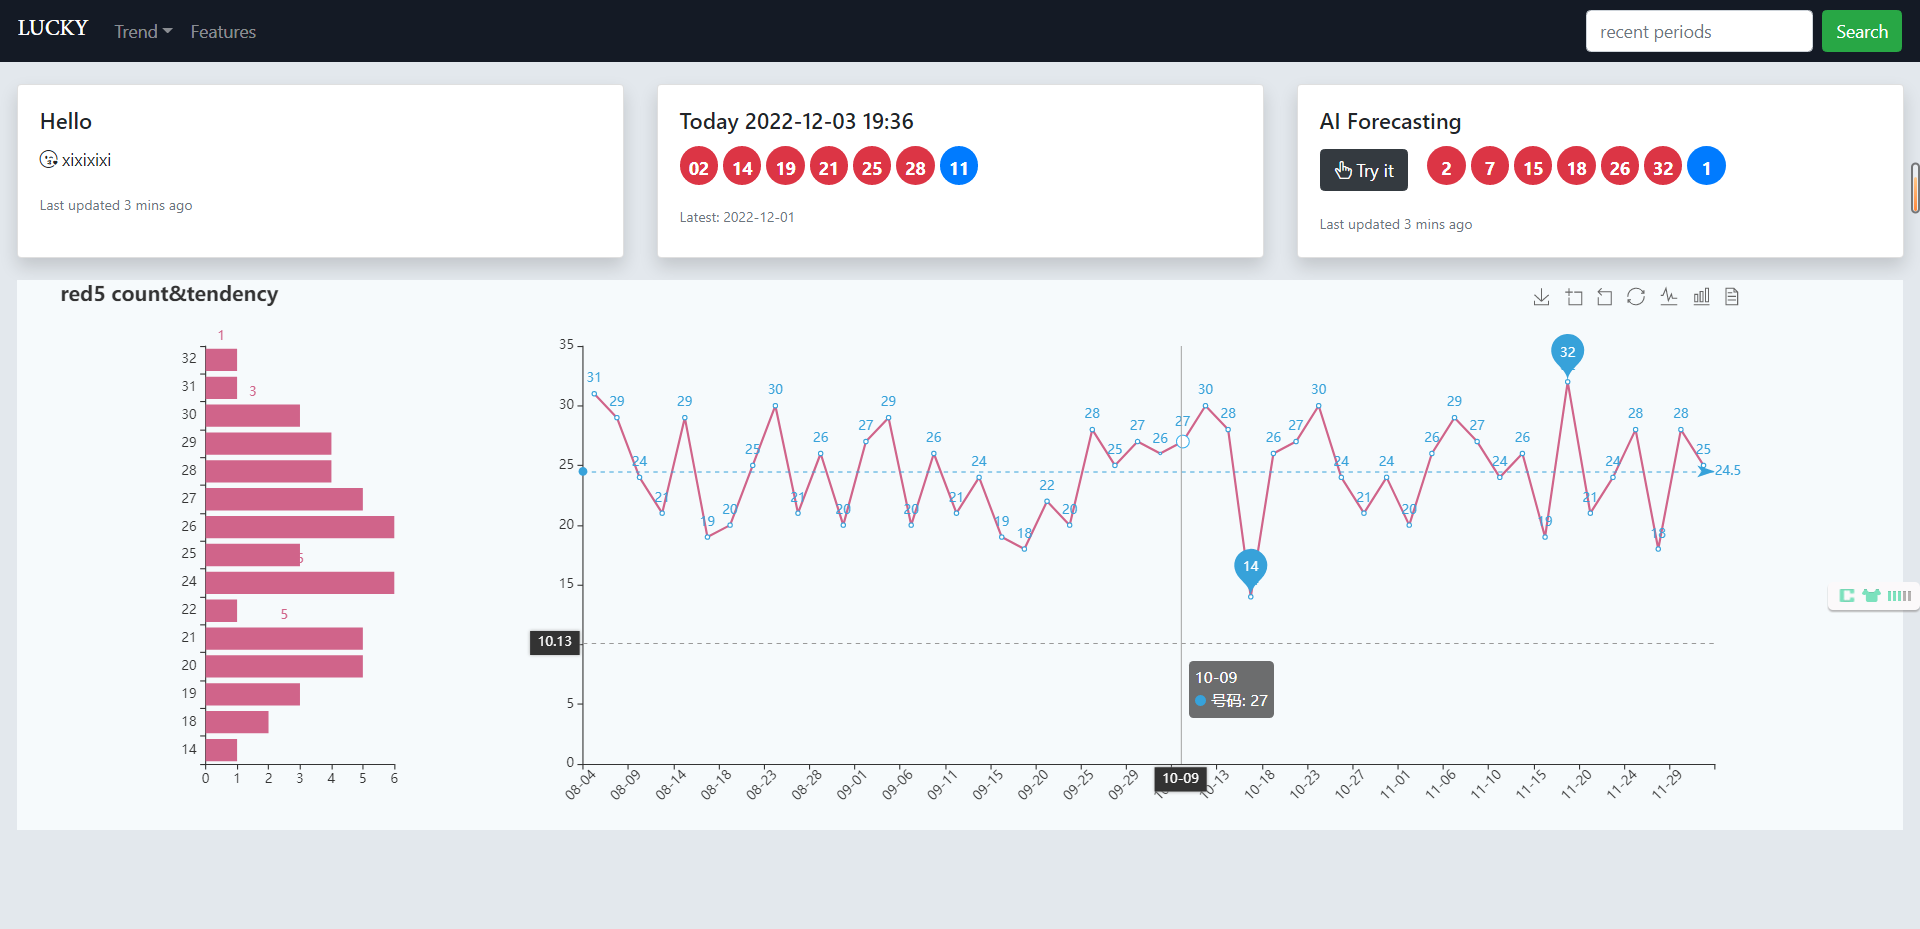 LUCKY Trend Features recent periods Search
Hello
xixixixi
Last updated 3 mins ago
Today 2022-12-03 19:36
02 14 19 21 25 28 11
Latest: 2022-12-01
AI Forecasting
Try it 2 7 15 18 26 32 1
Last updated 3 mins ago
red5 count&tendency
1
32
31
3
30
29
28
27
26
25
24
22
5
21
20
19
18
14
0 1 2 3 4 5 6
35
30
25
20
15
10.13
5
0
31 29 24 21 29 19 20 25 30 21 26 20 27 29 20 26 21 24 19 18 22 20 28 25 27 26 27 30 28 14 26 27 30 24 21 24 20 26 29 27 24 26 19 32 21 24 28 18 28 25
24.5
10-09
号码: 27
08-04 08-09 08-14 08-18 08-23 08-28 09-01 09-06 09-11 09-15 09-20 09-25 09-29 10-09 10-13 10-18 10-23 10-27 11-01 11-06 11-10 11-15 11-20 11-24 11-29